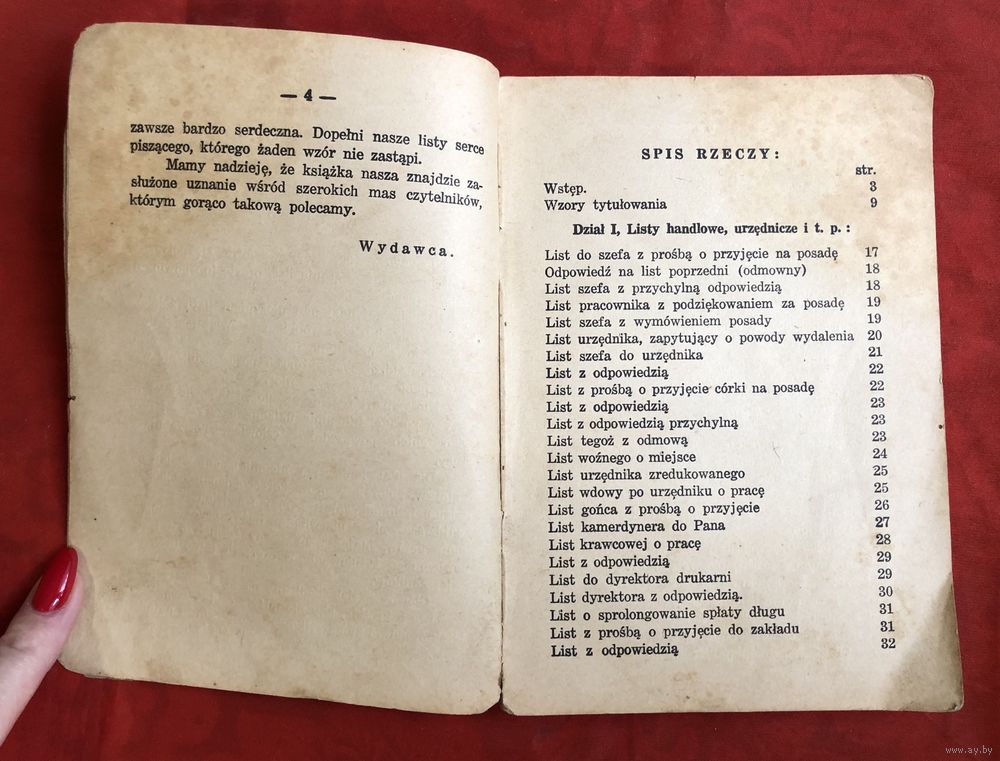 — 4 —
zawsze bardzo serdeczna. Dopełni nasze listy serce
piszącego, którego żaden wzór nie zastąpi.
Mamy nadzieję, że książka nasza znajdzie za-
służone uznanie wśród szerokich mas czytelników,
którym gorąco takową polecamy.
Wydawca.
SPIS RZECZY:
str.
Wstęp. 3
Wzory tytułowania 9
Dział I, Listy handlowe, urzędnicze i t. p. :
List do szefa z prośbą o przyjęcie na posadę 17
Odpowiedź na list poprzedni (odmowny) 18
List szefa z przychylną odpowiedzią 18
List pracownika z podziękowaniem za posadę 19
List szefa z wymówieniem posady 19
List urzędnika, zapytujący o powody wydalenia 20
List szefa do urzędnika 21
List z odpowiedzią 22
List z prośbą o przyjęcie córki na posadę 22
List z odpowiedzią 23
List z odpowiedzią przychylną 23
List tegoż z odmową 23
List woźnego o miejsce 24
List urzędnika zredukowanego 25
List wdowy po urzędniku o pracę 25
List gońca z prośbą o przyjęcie 26
List kamerdynera do Pana 27
List krawcowej o pracę 28
List z odpowiedzią 29
List do dyrektora drukarni 29
List dyrektora z odpowiedzią. 30
List o sprolongowanie spłaty długu 31
List z prośbą o przyjęcie do zakładu 31
List z odpowiedzią 32
www.ay.by